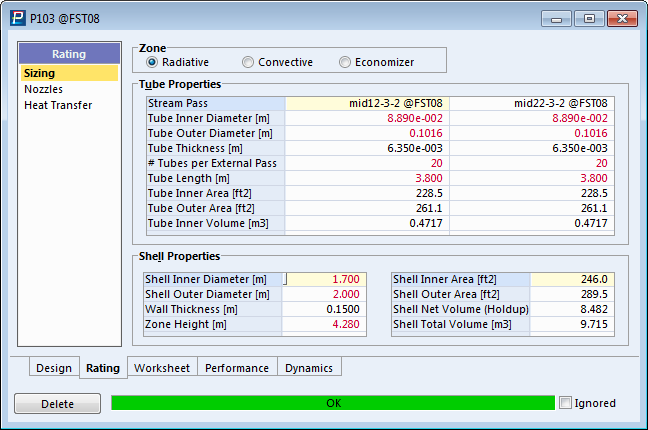 P103 @FST08
Rating
Sizing
Nozzles
Heat Transfer
Zone
Radiative Convective Economizer
Tube Properties
Stream Pass mid12-3-2 @FST08 mid22-3-2 @FST08
Tube Inner Diameter [m] 8.890e-002 8.890e-002
Tube Outer Diameter [m] 0.1016 0.1016
Tube Thickness [m] 6.350e-003 6.350e-003
# Tubes per External Pass 20 20
Tube Length [m] 3.800 3.800
Tube Inner Area [ft2] 228.5 228.5
Tube Outer Area [ft2] 261.1 261.1
Tube Inner Volume [m3] 0.4717 0.4717
Shell Properties
Shell Inner Diameter [m] 1.700
Shell Outer Diameter [m] 2.000
Wall Thickness [m] 0.1500
Zone Height [m] 4.280
Shell Inner Area [ft2] 246.0
Shell Outer Area [ft2] 289.5
Shell Net Volume (Holdup) 8.482
Shell Total Volume [m3] 9.715
Design Rating Worksheet Performance Dynamics
Delete OK Ignored